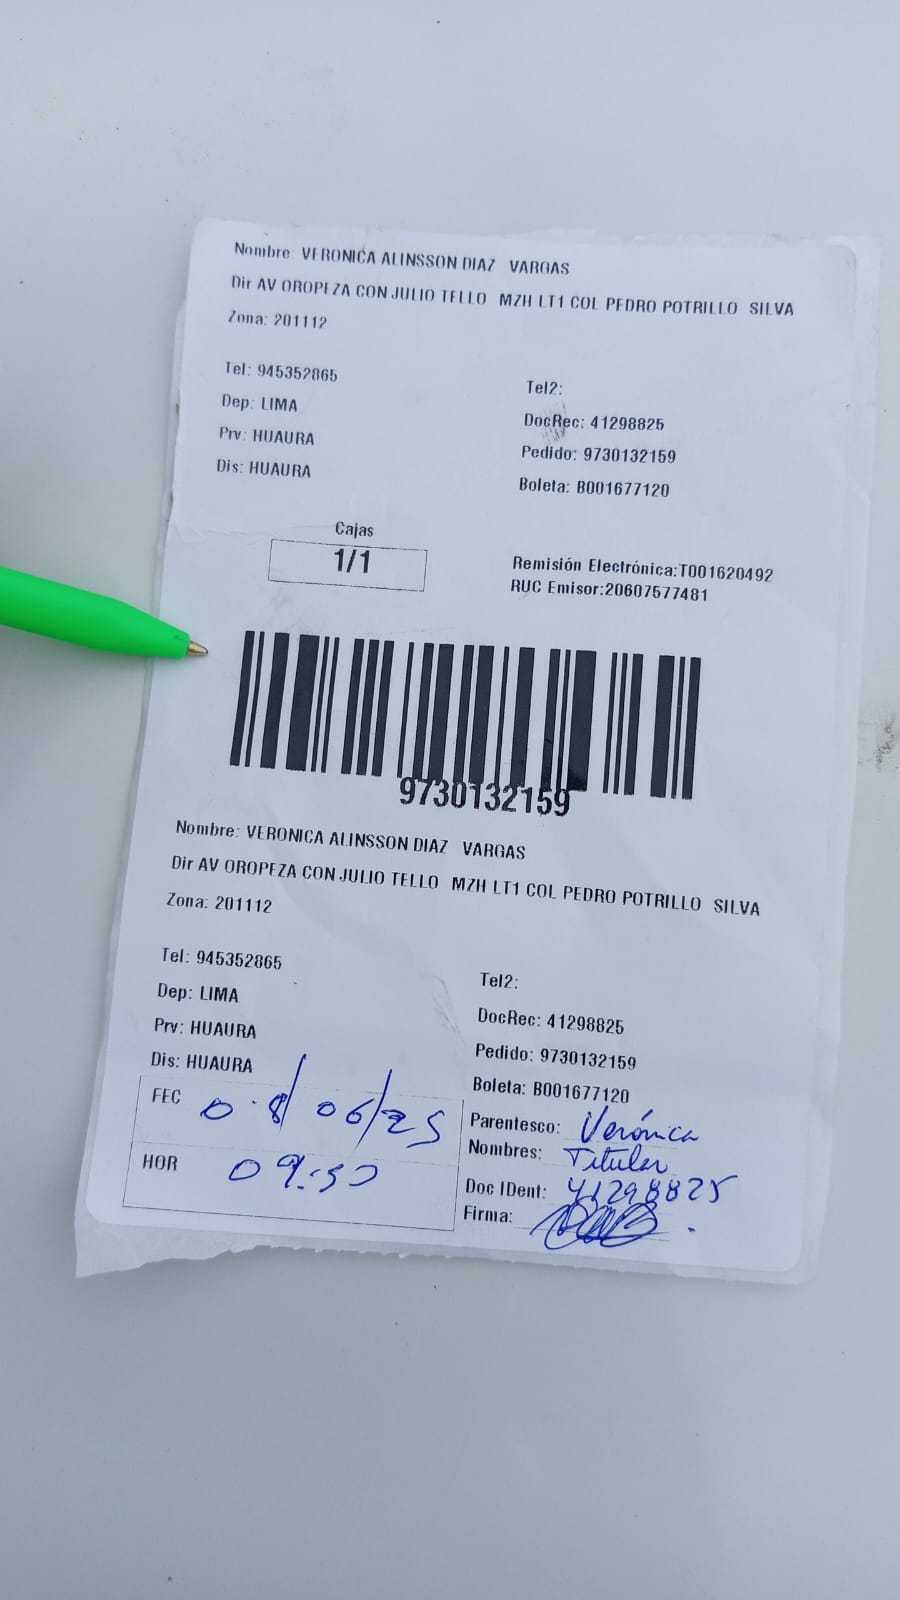 Nombre: VERONICA ALINSSON DIAZ VARGAS
Dir AV OROPEZA CON JULIO TELLO MZH LT1 COL PEDRO POTRILLO SILVA
Zona: 201112
Tel: 945352865
Tel2:
Dep: LIMA
DocRec: 41298825
Prv: HUAURA
Pedido: 9730132159
Dis: HUAURA
Boleta: B001677120
Cajas
1/1
Remisión Electrónica:T001620492
RUC Emisor:20607577481
9730132159
Nombre: VERONICA ALINSSON DIAZ VARGAS
Dir AV OROPEZA CON JULIO TELLO MZH LT1 COL PEDRO POTRILLO SILVA
Zona: 201112
Tel: 945352865
Tel2:
Dep: LIMA
DocRec: 41298825
Prv: HUAURA
Pedido: 9730132159
Dis: HUAURA
Boleta: B001677120
FEC 08/06/25
Parentesco: Verónica
Nombres: Titular
HOR 09:50
Doc IDent: 41298825
Firma: